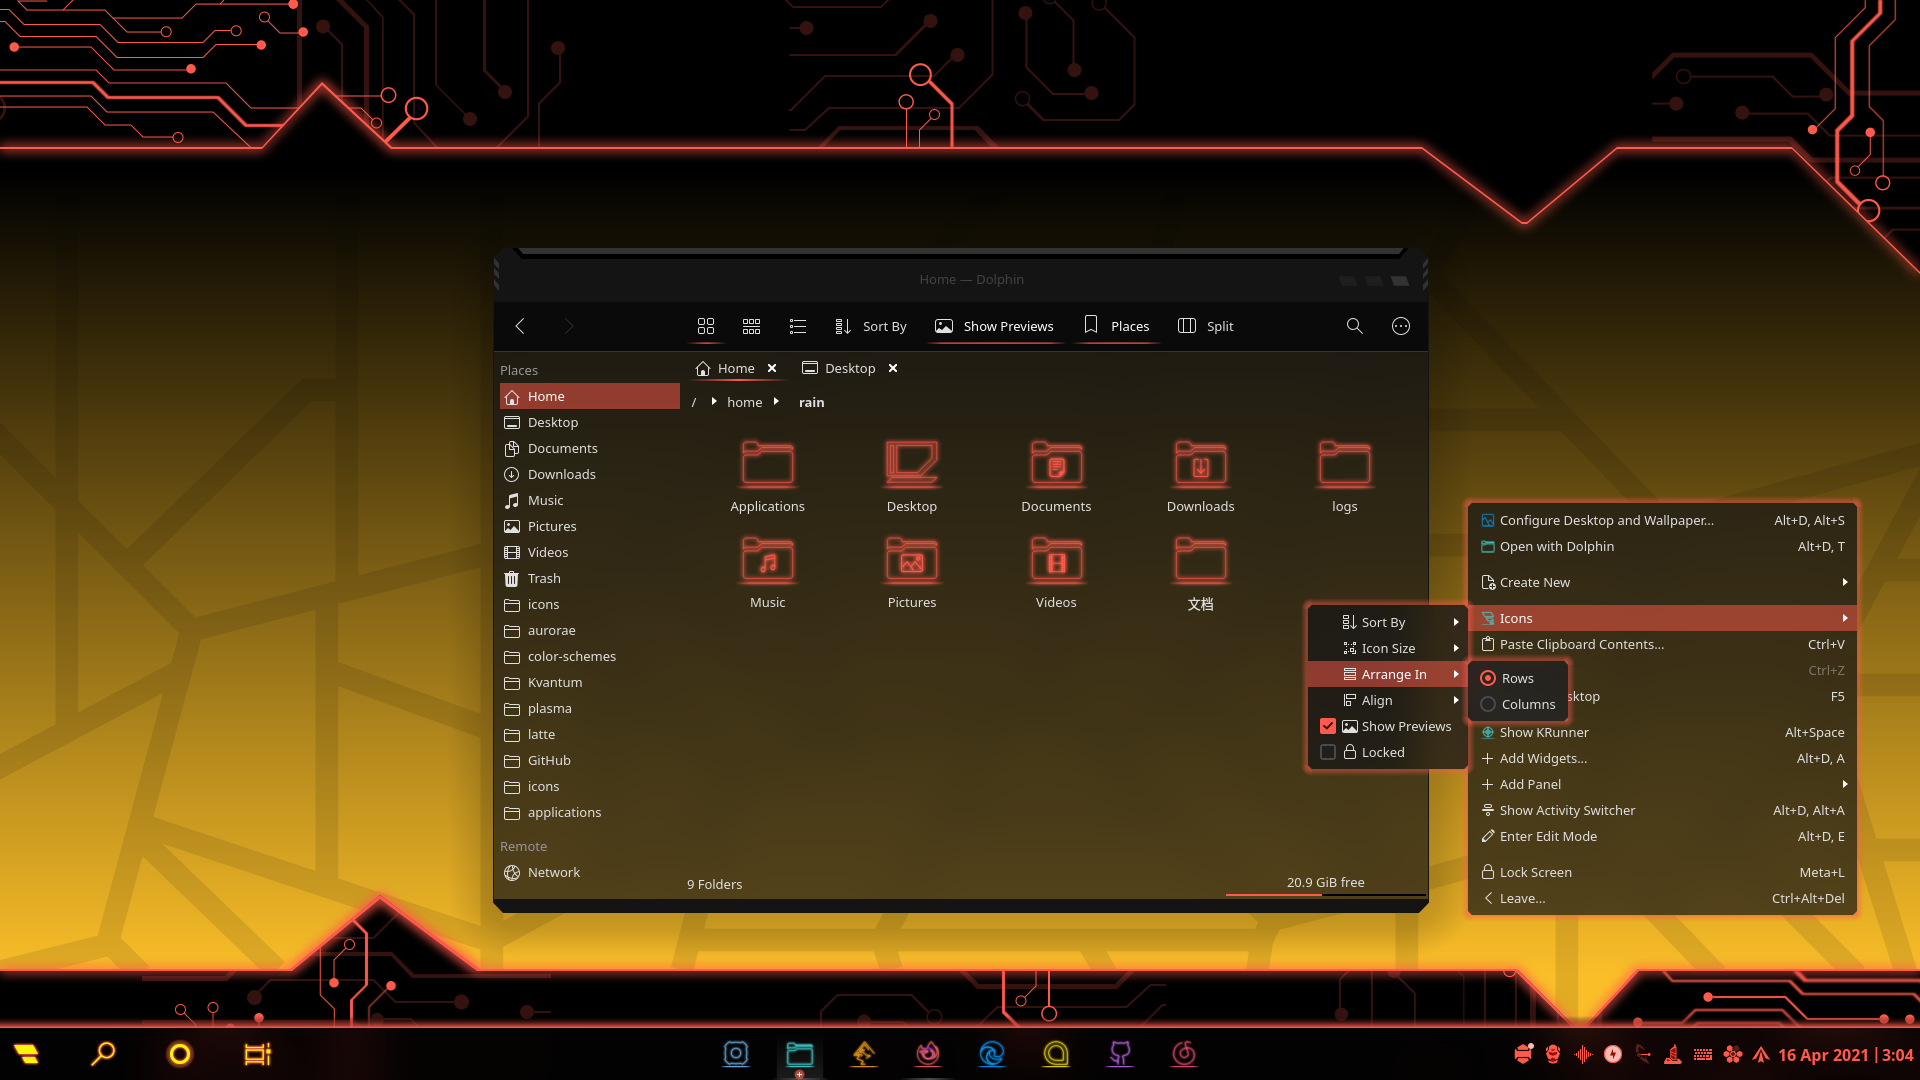 Home — Dolphin
Sort By Show Previews Places Split
Places
Home
Desktop
Documents
Downloads
Music
Pictures
Videos
Trash
icons
aurorae
color-schemes
Kvantum
plasma
latte
GitHub
icons
applications
Remote
Network
Home Desktop
/ home rain
Applications Desktop Documents Downloads logs
Music Pictures Videos 文档
9 Folders 20.9 GiB free
Sort By
Icon Size
Arrange In
Align
Show Previews
Locked
Rows
Columns
Configure Desktop and Wallpaper... Alt+D, Alt+S
Open with Dolphin Alt+D, T
Create New
Icons
Paste Clipboard Contents... Ctrl+V
Ctrl+Z
sktop F5
Show KRunner Alt+Space
Add Widgets... Alt+D, A
Add Panel
Show Activity Switcher Alt+D, Alt+A
Enter Edit Mode Alt+D, E
Lock Screen Meta+L
Leave... Ctrl+Alt+Del
16 Apr 2021 | 3:04